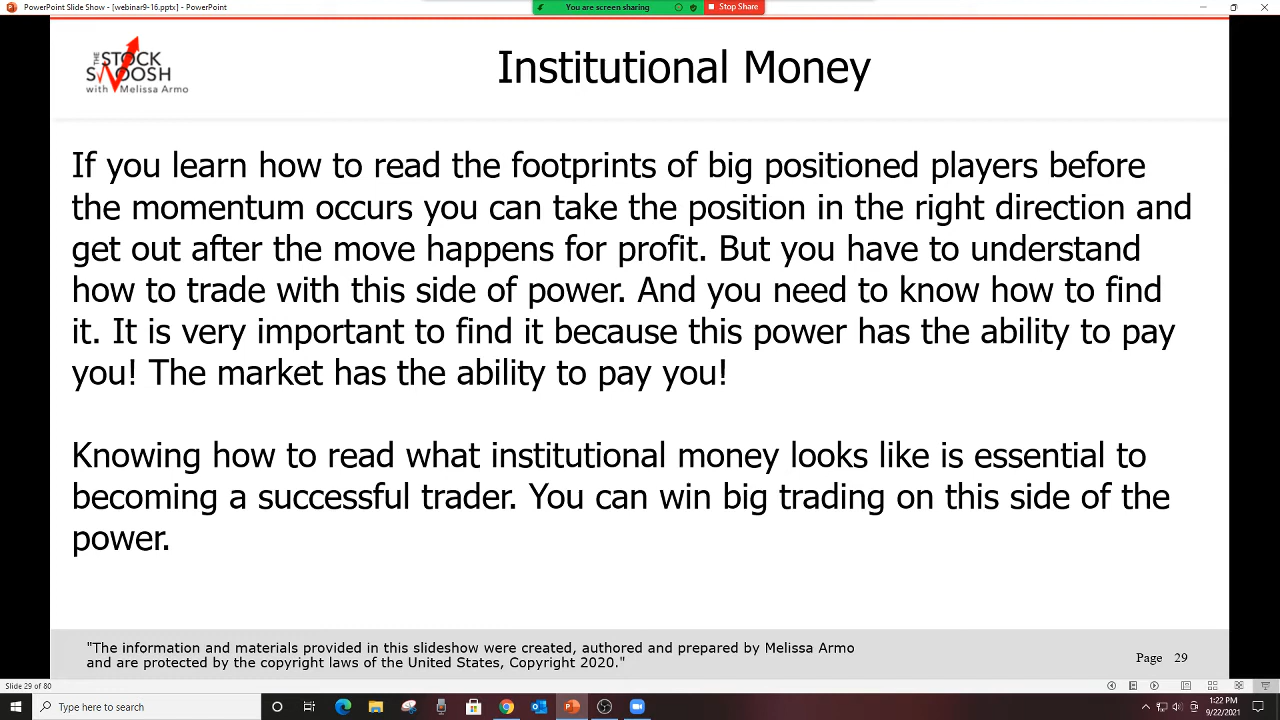 PowerPoint Slide Show - [webinar9-16.pptx] - PowerPoint
You are screen sharing
Stop Share
THE
STOCK
SWOOSH
with Melissa Armo
Institutional Money
If you learn how to read the footprints of big positioned players before
the momentum occurs you can take the position in the right direction and
get out after the move happens for profit. But you have to understand
how to trade with this side of power. And you need to know how to find
it. It is very important to find it because this power has the ability to pay
you! The market has the ability to pay you!
Knowing how to read what institutional money looks like is essential to
becoming a successful trader. You can win big trading on this side of the
power.
"The information and materials provided in this slideshow were created, authored and prepared by Melissa Armo
and are protected by the copyright laws of the United States, Copyright 2020."
Page 29
Slide 29 of 80
Type here to search
1:22 PM
9/22/2021